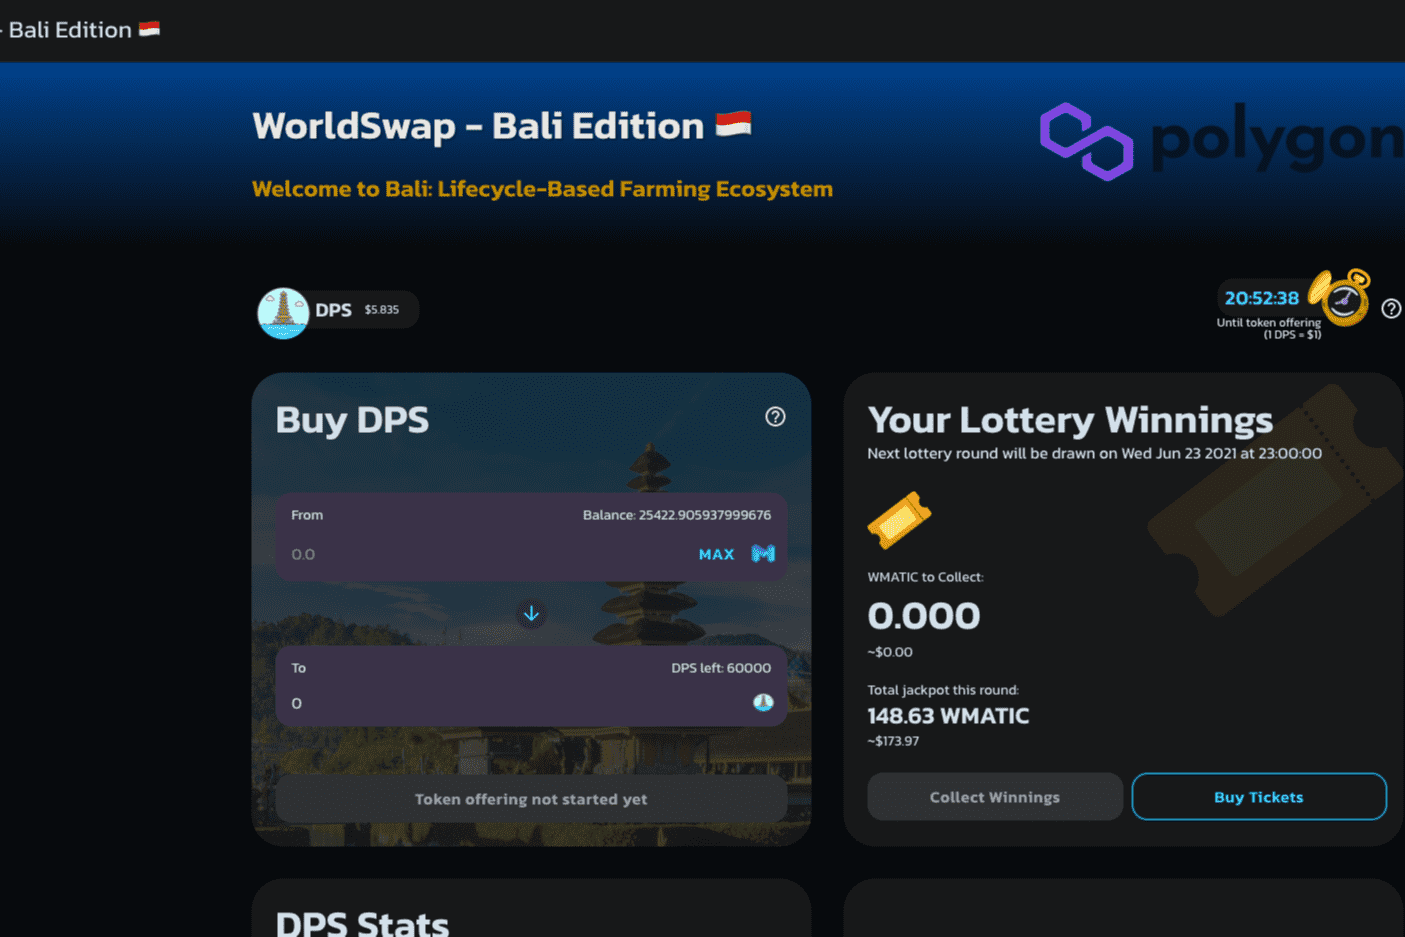 - Bali Edition
WorldSwap - Bali Edition
polygon
Welcome to Bali: Lifecycle-Based Farming Ecosystem
DPS $5.835
20:52:38
Until token offering
(1 DPS = $1)
Buy DPS
From
Balance: 25422.905937999676
0.0
MAX
To
DPS left: 60000
0
Token offering not started yet
Your Lottery Winnings
Next lottery round will be drawn on Wed Jun 23 2021 at 23:00:00
WMATIC to Collect:
0.000
~$0.00
Total jackpot this round:
148.63 WMATIC
~$173.97
Collect Winnings
Buy Tickets
DPS Stats